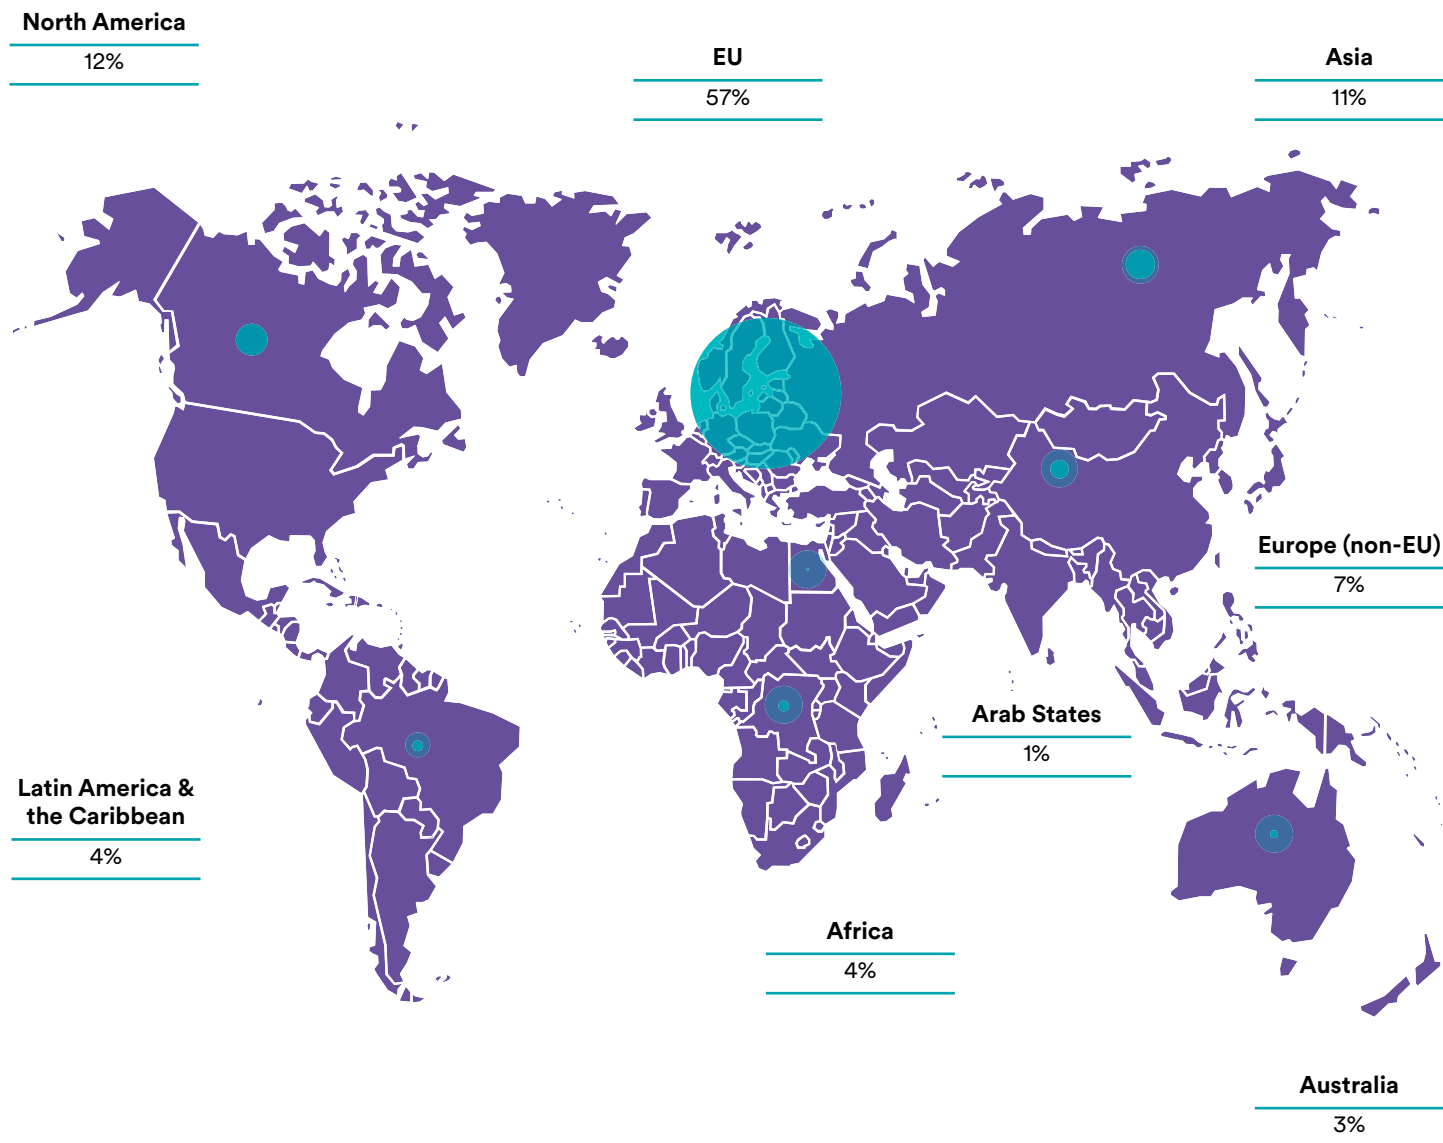 North America
12%
EU
57%
Asia
11%
Europe (non-EU)
7%
Arab States
1%
Latin America &
the Caribbean
4%
Africa
4%
Australia
3%